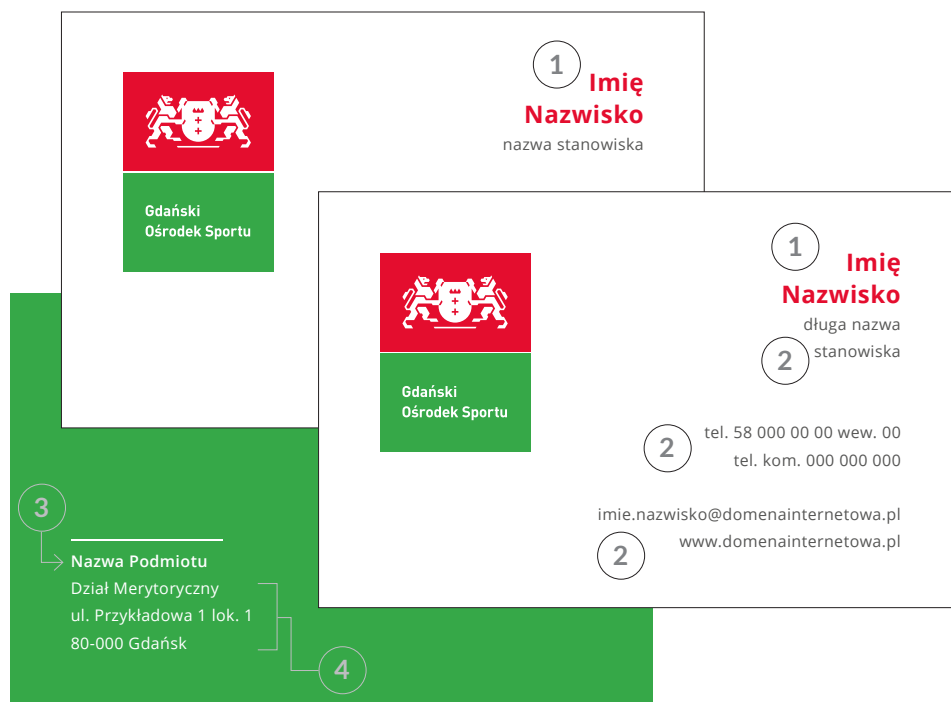 1
Imię
Nazwisko
nazwa stanowiska
Gdański
Ośrodek Sportu
1
Imię
Nazwisko
długa nazwa
stanowiska
2
Gdański
Ośrodek Sportu
tel. 58 000 00 00 wew. 00
2
tel. kom. 000 000 000
imie.nazwisko@domenainternetowa.pl
www.domenainternetowa.pl
2
3
Nazwa Podmiotu
Dział Merytoryczny
ul. Przykładowa 1 lok. 1
80-000 Gdańsk
4